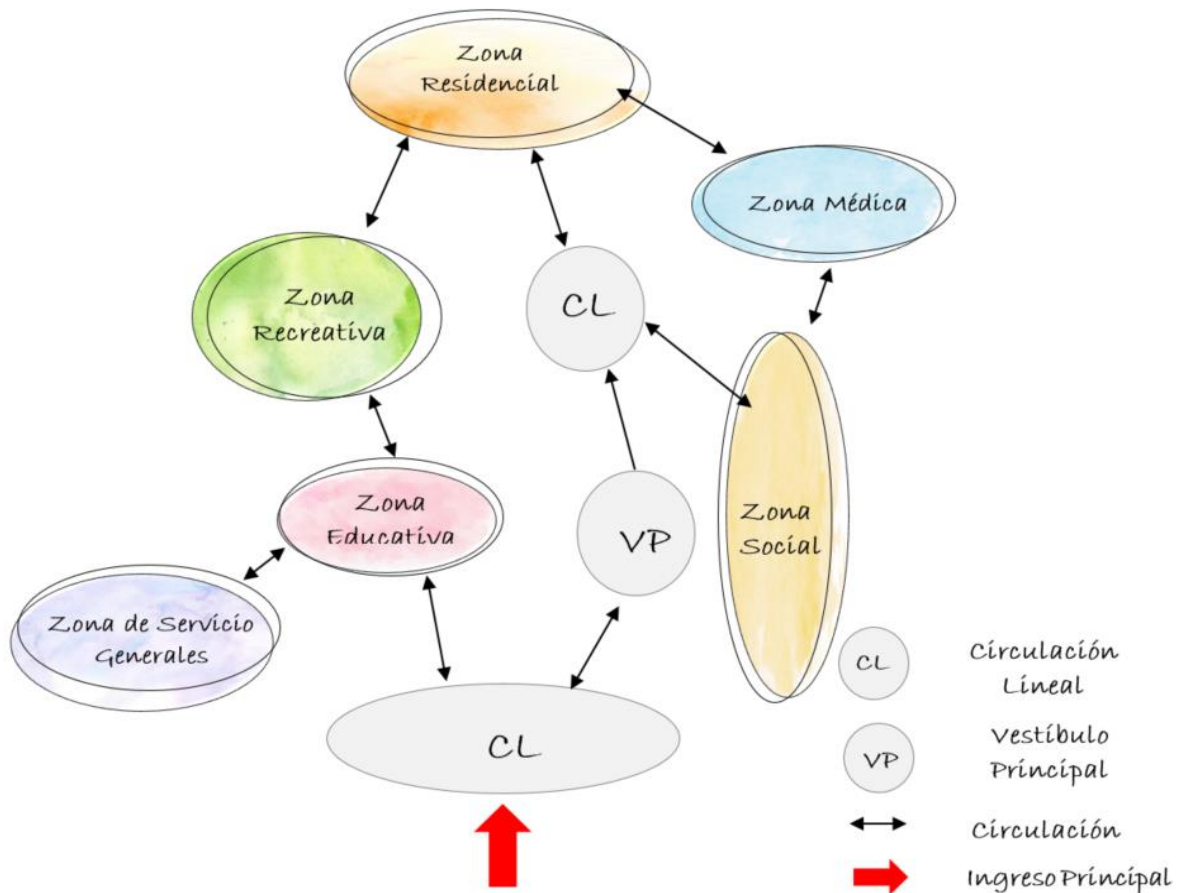 Zona
Residencial
Zona Médica
Zona
Recreativa
CL
Zona
Educativa
VP
Zona
Social
Zona de Servicio
Generales
CL
CL
Circulación
Lineal
VP
Vestíbulo
Principal
Circulación
Ingreso Principal